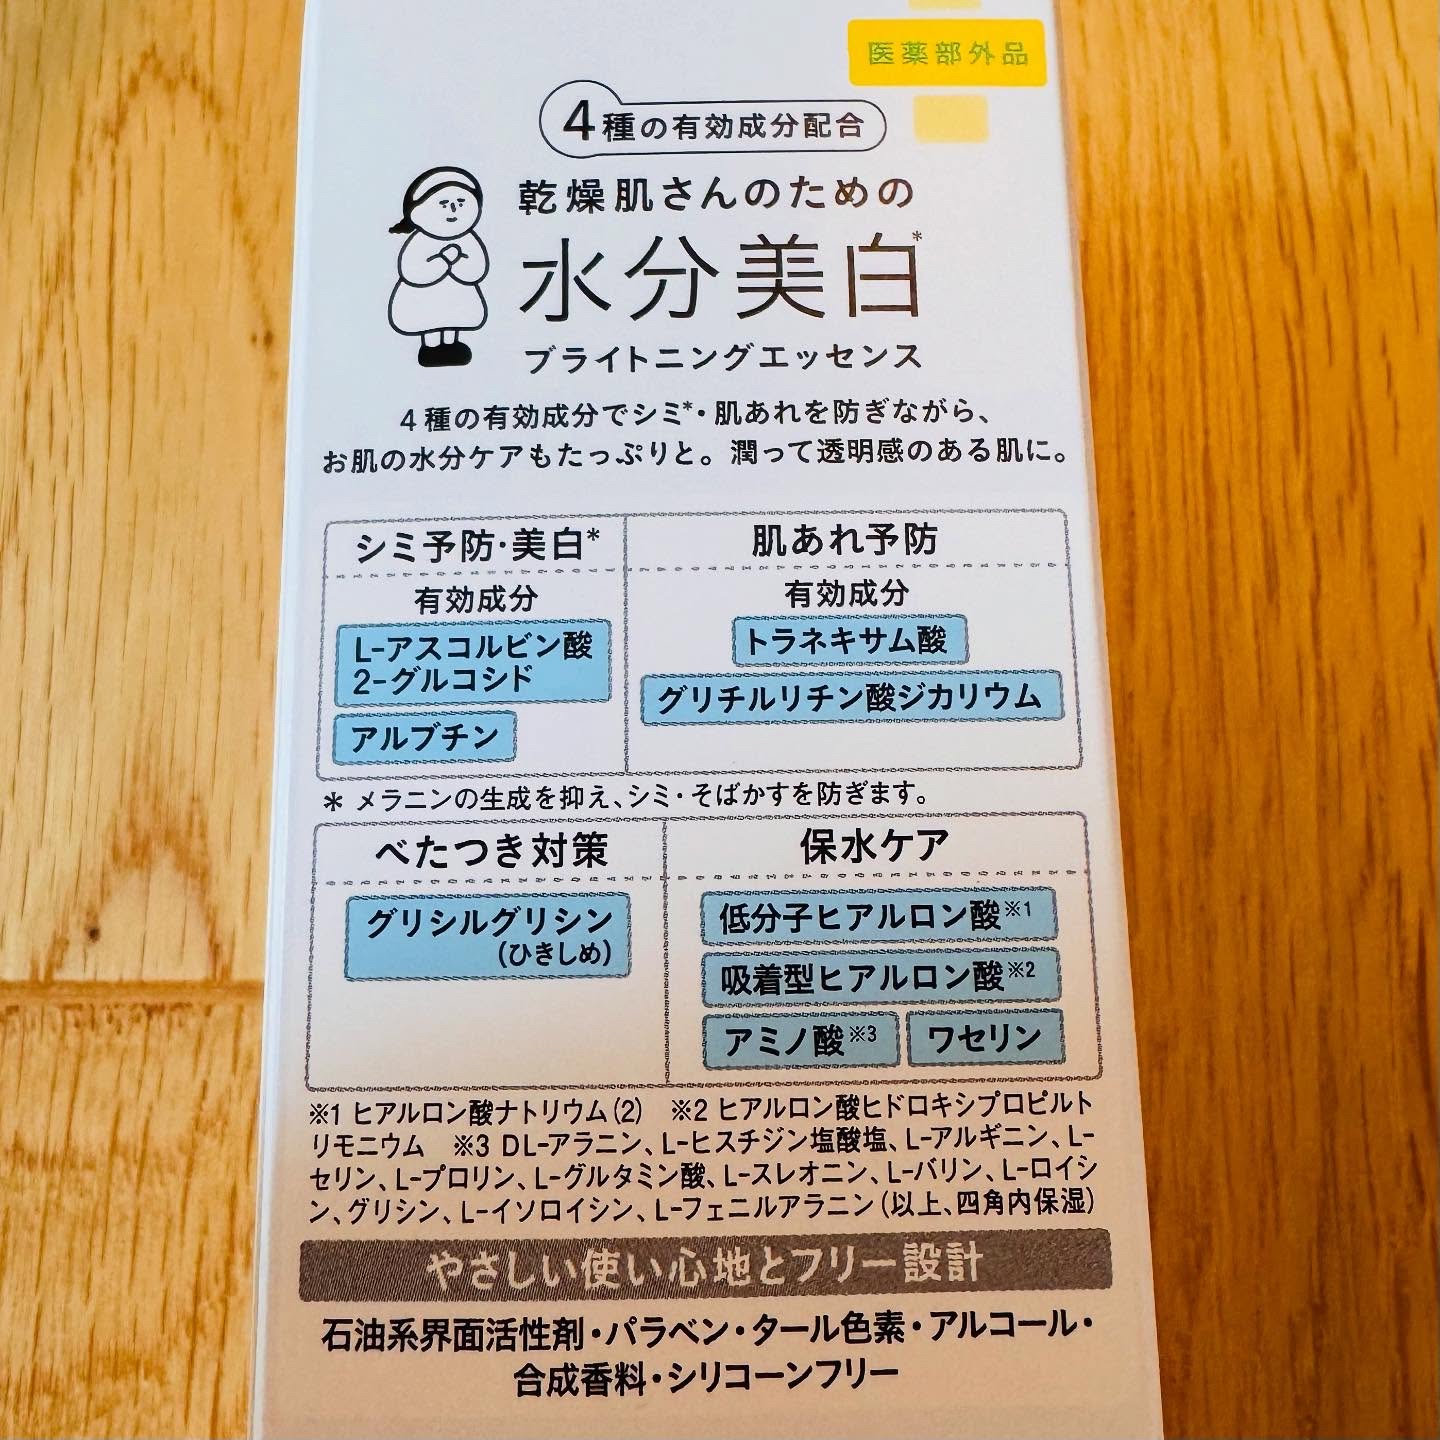 医薬部外品
4種の有効成分配合
乾燥肌さんのための
水分美白*
ブライトニングエッセンス
4種の有効成分でシミ*・肌あれを防ぎながら、
お肌の水分ケアもたっぷりと。潤って透明感のある肌に。
シミ予防・美白*
有効成分
L-アスコルビン酸
2-グルコシド
アルブチン
肌あれ予防
有効成分
トラネキサム酸
グリチルリチン酸ジカリウム
* メラニンの生成を抑え、シミ・そばかすを防ぎます。
べたつき対策
グリシルグリシン
(ひきしめ)
保水ケア
低分子ヒアルロン酸※1
吸着型ヒアルロン酸※2
アミノ酸※3 ワセリン
※1 ヒアルロン酸ナトリウム(2) ※2 ヒアルロン酸ヒドロキシプロピルト
リモニウム ※3 DL-アラニン、L-ヒスチジン塩酸塩、L-アルギニン、L-
セリン、L-プロリン、L-グルタミン酸、L-スレオニン、L-バリン、L-ロイシ
ン、グリシン、L-イソロイシン、L-フェニルアラニン(以上、四角内保湿)
やさしい使い心地とフリー設計
石油系界面活性剤・パラベン・タール色素・アルコール・
合成香料・シリコーンフリー